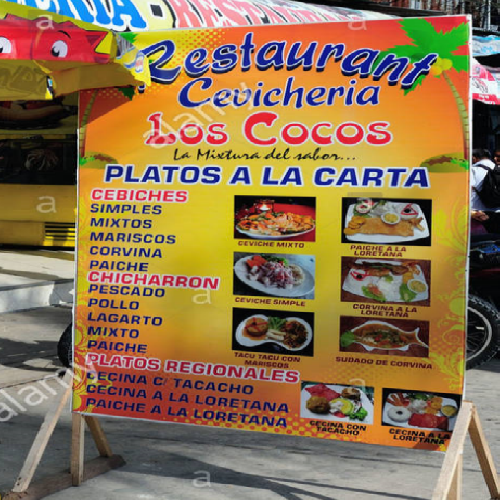 Restaurant
Cevicheria
Los Cocos
La Mixtura del sabor...
PLATOS A LA CARTA
CEBICHES
SIMPLES
MIXTOS
MARISCOS
CORVINA
PAICHE
CHICHARRON
PESCADO
POLLO
LAGARTO
MIXTO
PAICHE
PLATOS REGIONALES
CECINA C/ TACACHO
CECINA A LA LORETANA
PAICHE A LA LORETANA
CEVICHE MIXTO
PAICHE A LA
LORETANA
CEVICHE SIMPLE
CORVINA A LA
LORETANA
TACU TACU CON
MARISCOS
SUDADO DE CORVINA
CECINA CON
TACACHO
CECINA A LA
LORETANA